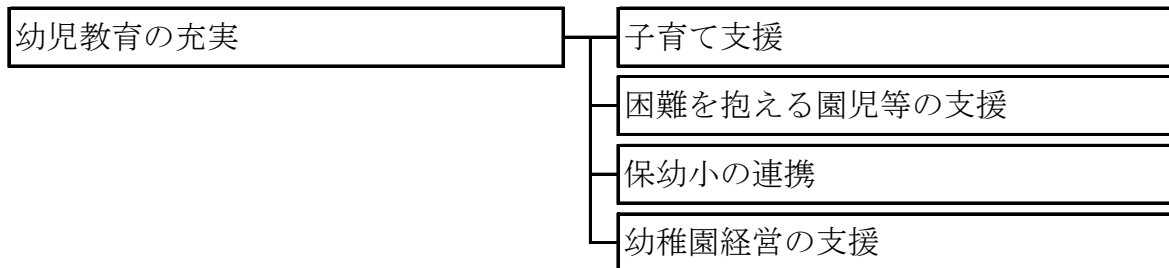 幼児教育の充実
子育て支援
困難を抱える園児等の支援
保幼小の連携
幼稚園経営の支援